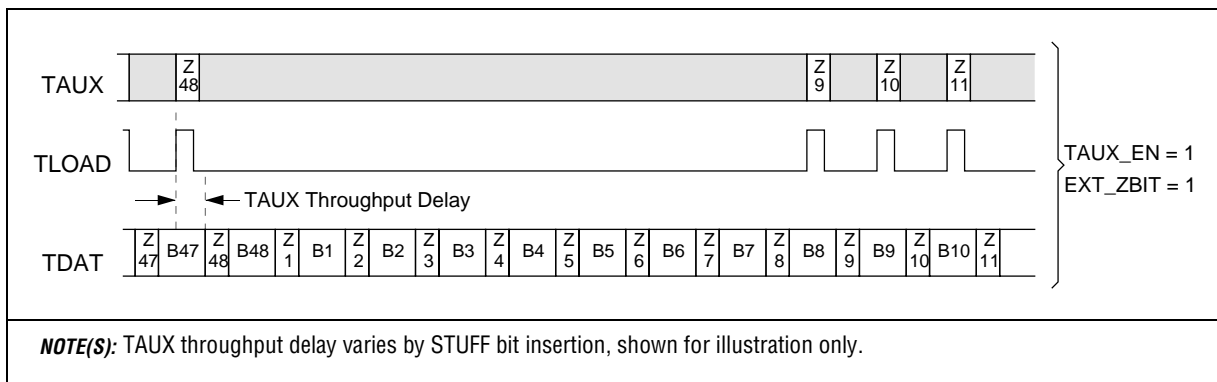 TAUX Z 48 Z 9 Z 10 Z 11
TLOAD
TAUX_EN = 1
EXT_ZBIT = 1
TAUX Throughput Delay
TDAT Z 47 B47 Z 48 B48 Z 1 B1 Z 2 B2 Z 3 B3 Z 4 B4 Z 5 B5 Z 6 B6 Z 7 B7 Z 8 B8 Z 9 B9 Z 10 B10 Z 11
NOTE(S): TAUX throughput delay varies by STUFF bit insertion, shown for illustration only.